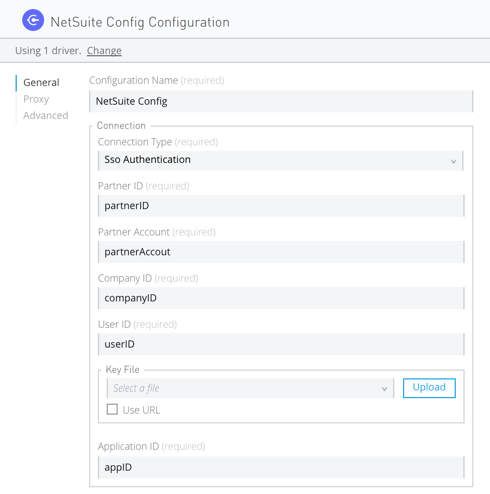 NetSuite Config Configuration
Using 1 driver. Change
General
Proxy
Advanced
Configuration Name (required)
NetSuite Config
Connection
Connection Type (required)
Sso Authentication
Partner ID (required)
partnerID
Partner Account (required)
partnerAccout
Company ID (required)
companyID
User ID (required)
userID
Key File
Select a file
Upload
Use URL
Application ID (required)
appID